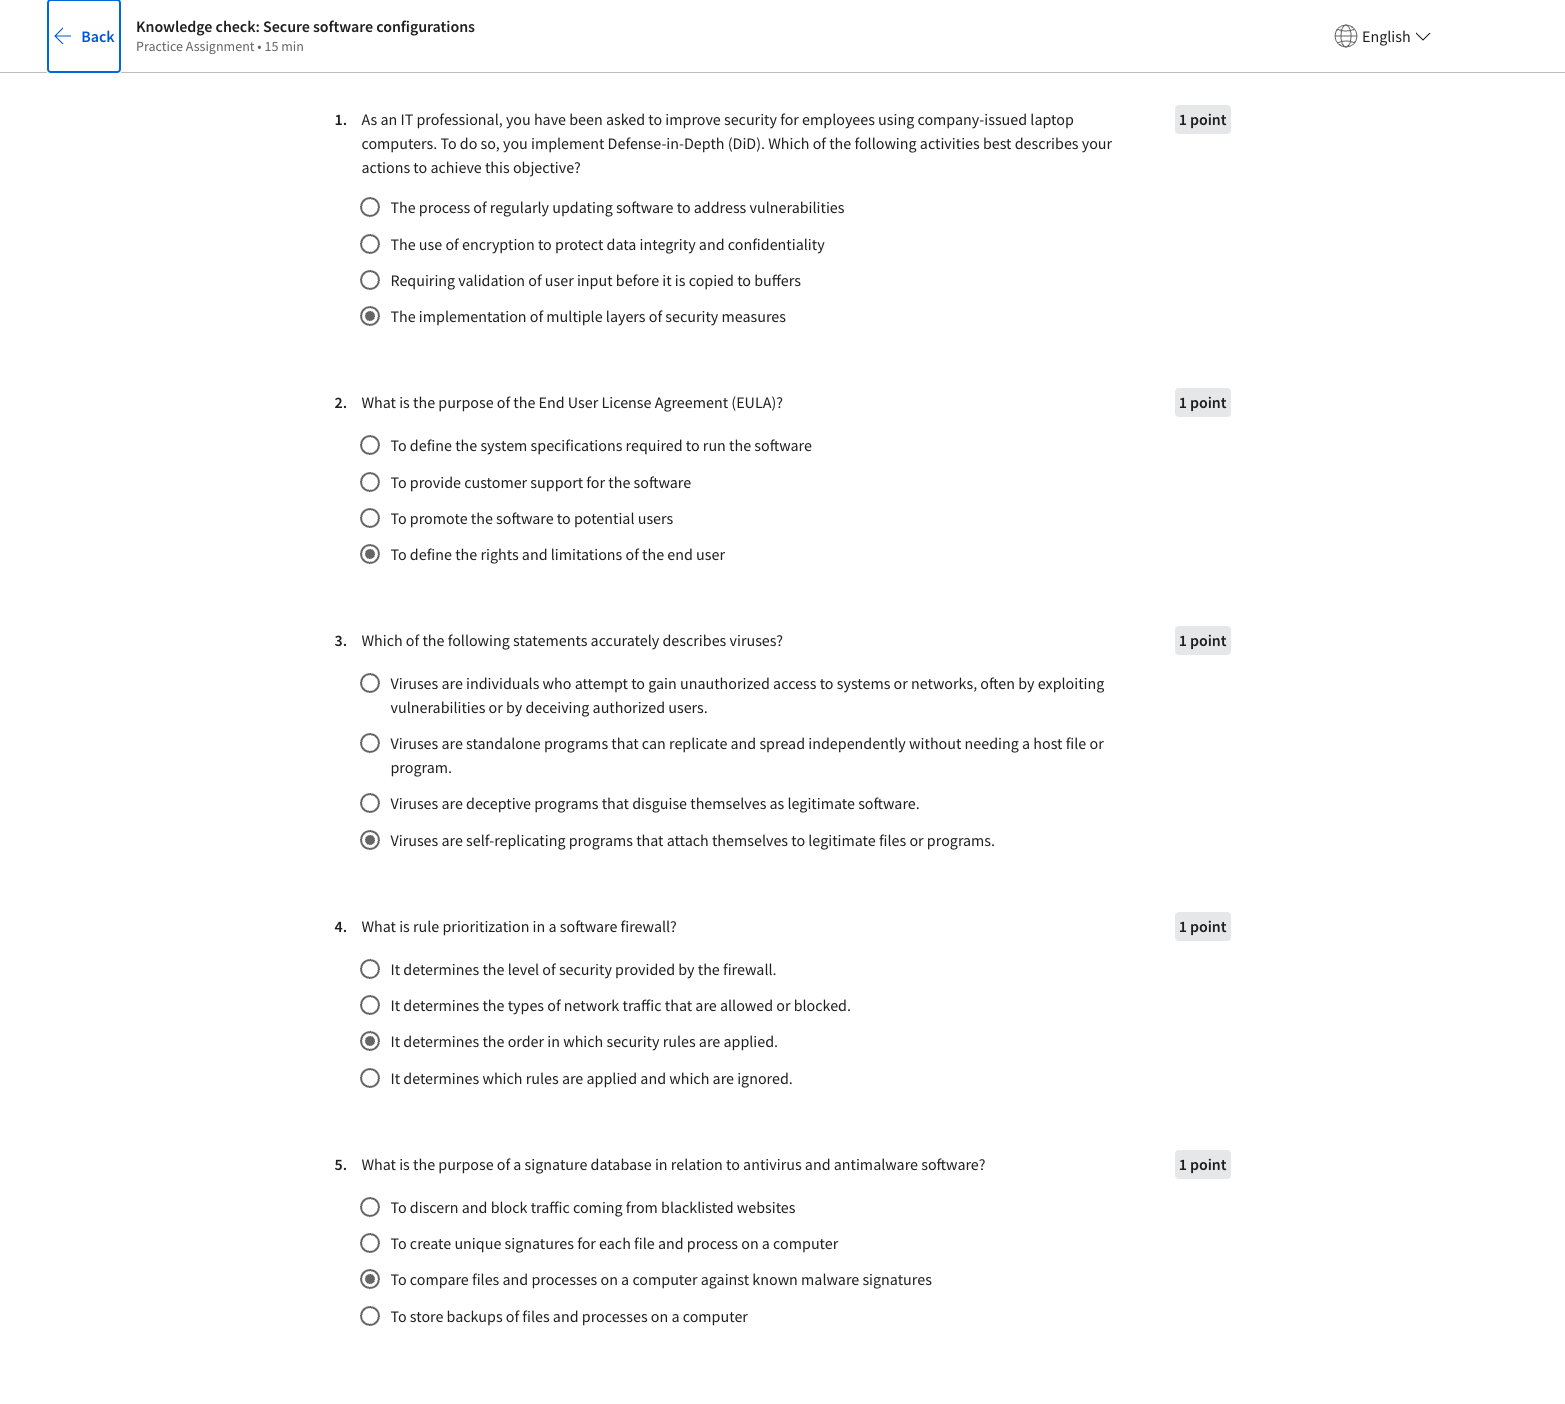 Back
Knowledge check: Secure software configurations
Practice Assignment • 15 min
English
1. As an IT professional, you have been asked to improve security for employees using company-issued laptop
computers. To do so, you implement Defense-in-Depth (DiD). Which of the following activities best describes your
actions to achieve this objective?
1 point
The process of regularly updating software to address vulnerabilities
The use of encryption to protect data integrity and confidentiality
Requiring validation of user input before it is copied to buffers
The implementation of multiple layers of security measures
2. What is the purpose of the End User License Agreement (EULA)?
1 point
To define the system specifications required to run the software
To provide customer support for the software
To promote the software to potential users
To define the rights and limitations of the end user
3. Which of the following statements accurately describes viruses?
1 point
Viruses are individuals who attempt to gain unauthorized access to systems or networks, often by exploiting
vulnerabilities or by deceiving authorized users.
Viruses are standalone programs that can replicate and spread independently without needing a host file or
program.
Viruses are deceptive programs that disguise themselves as legitimate software.
Viruses are self-replicating programs that attach themselves to legitimate files or programs.
4. What is rule prioritization in a software firewall?
1 point
It determines the level of security provided by the firewall.
It determines the types of network traffic that are allowed or blocked.
It determines the order in which security rules are applied.
It determines which rules are applied and which are ignored.
5. What is the purpose of a signature database in relation to antivirus and antimalware software?
1 point
To discern and block traffic coming from blacklisted websites
To create unique signatures for each file and process on a computer
To compare files and processes on a computer against known malware signatures
To store backups of files and processes on a computer